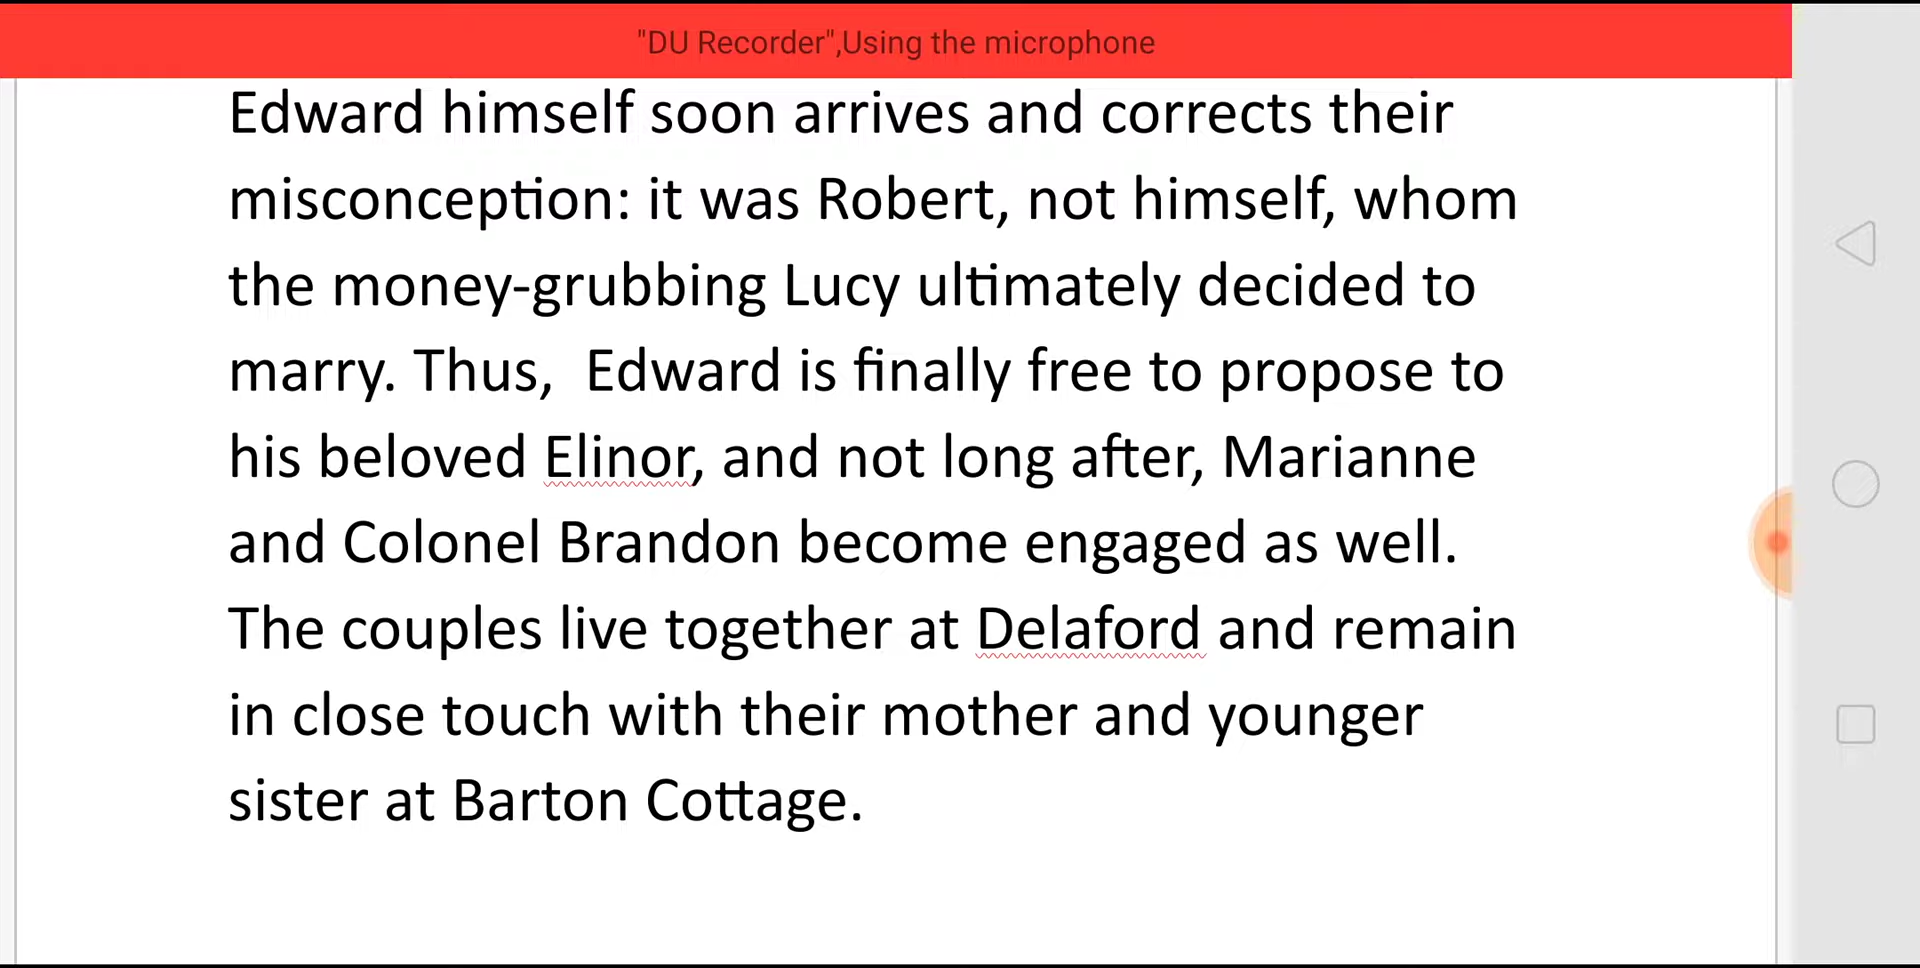 "DU Recorder",Using the microphone
Edward himself soon arrives and corrects their
misconception: it was Robert, not himself, whom
the money-grubbing Lucy ultimately decided to
marry. Thus,  Edward is finally free to propose to
his beloved Elinor, and not long after, Marianne
and Colonel Brandon become engaged as well.
The couples live together at Delaford and remain
in close touch with their mother and younger
sister at Barton Cottage.